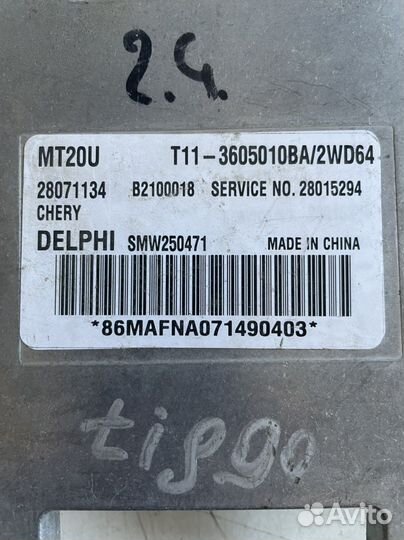 2.4.
MT20U T11-3605010BA/2WD64
28071134 B2100018 SERVICE NO. 28015294
CHERY
DELPHI SMW250471 MADE IN CHINA
*86MAFNA071490403*
tiggo
Avito